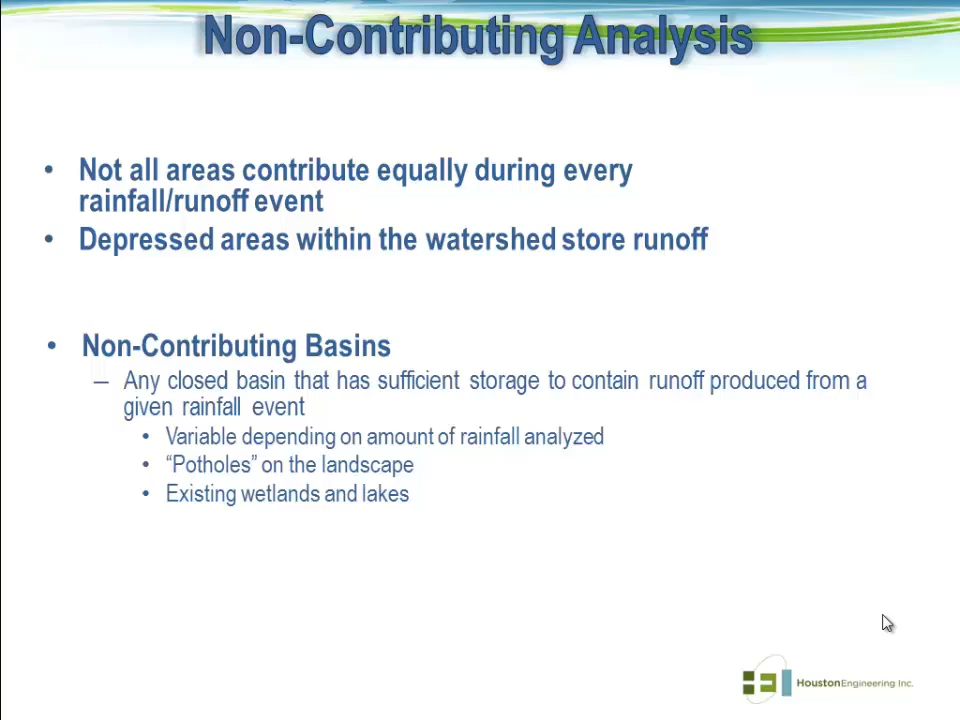 Non-Contributing Analysis
• Not all areas contribute equally during every
rainfall/runoff event
• Depressed areas within the watershed store runoff
• Non-Contributing Basins
– Any closed basin that has sufficient storage to contain runoff produced from a
given rainfall event
• Variable depending on amount of rainfall analyzed
• “Potholes” on the landscape
• Existing wetlands and lakes
HoustonEngineering Inc.